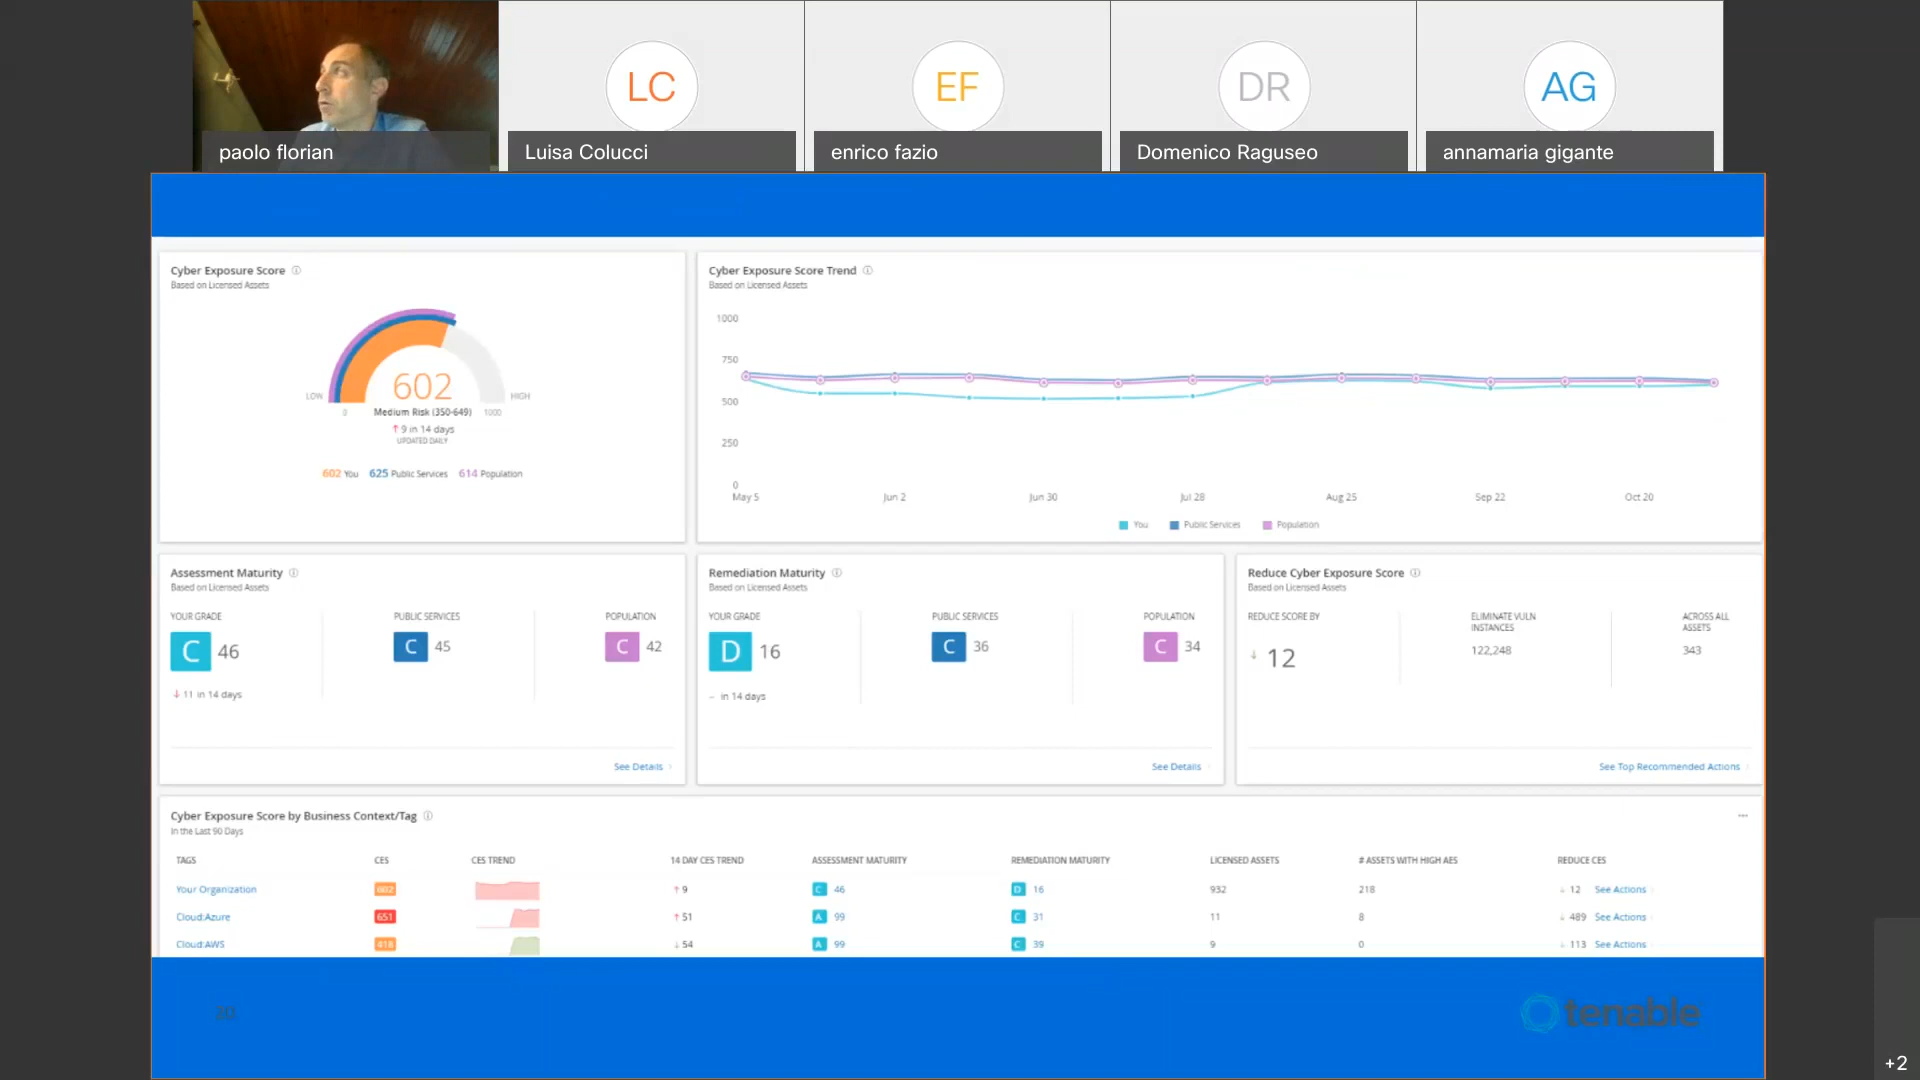 LC
EF
DR
AG
paolo florian
Luisa Colucci
enrico fazio
Domenico Raguseo
annamaria gigante
Cyber Exposure Score
Based on Licensed Assets
602
LOW
HIGH
0
Medium Risk (350-649)
1000
↑ 9 in 14 days
UPDATED DAILY
602 You 625 Public Services 614 Population
Cyber Exposure Score Trend
Based on Licensed Assets
1000
750
500
250
0
May 5 Jun 2 Jun 30 Jul 28 Aug 25 Sep 22 Oct 20
You Public Services Population
Assessment Maturity
Based on Licensed Assets
YOUR GRADE PUBLIC SERVICES POPULATION
C 46 C 45 C 42
↓ 11 in 14 days
See Details
Remediation Maturity
Based on Licensed Assets
YOUR GRADE PUBLIC SERVICES POPULATION
D 16 C 36 C 34
– in 14 days
See Details
Reduce Cyber Exposure Score
Based on Licensed Assets
REDUCE SCORE BY
↓ 12
ELIMINATE VULN
INSTANCES
122,248
ACROSS ALL
ASSETS
343
See Top Recommended Actions
Cyber Exposure Score by Business Context/Tag
In the Last 90 Days
TAGS CES CES TREND 14 DAY CES TREND ASSESSMENT MATURITY REMEDIATION MATURITY LICENSED ASSETS # ASSETS WITH HIGH AES REDUCE CES
Your Organization 602 ↑ 9 C 46 D 16 932 218 ↓ 12 See Actions
Cloud:Azure 651 ↑ 51 A 99 C 31 11 8 ↓ 489 See Actions
Cloud:AWS 418 ↓ 54 A 99 C 39 9 0 ↓ 113 See Actions
20
tenable
+2